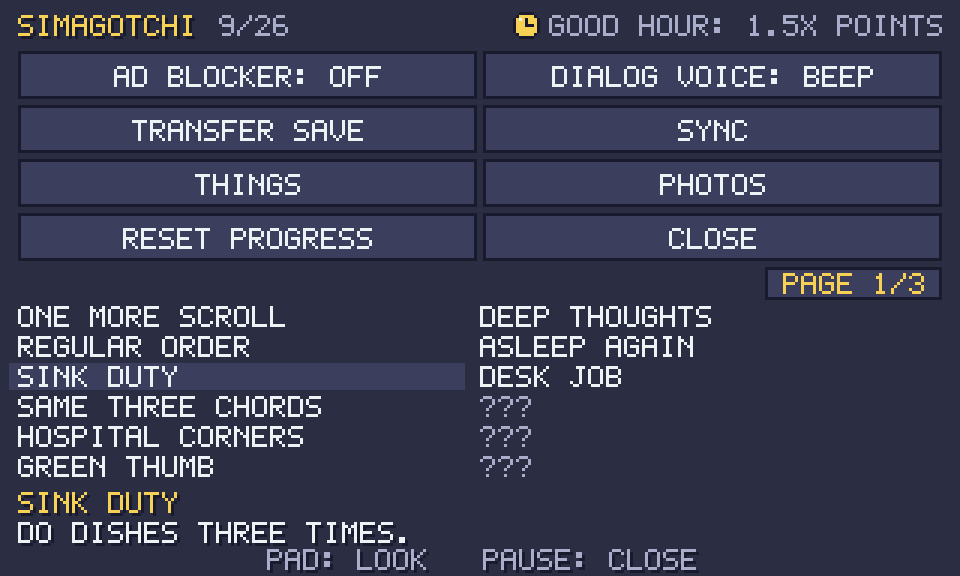 SIMAGOTCHI 9/26 GOOD HOUR: 1.5X POINTS
AD BLOCKER: OFF DIALOG VOICE: BEEP
TRANSFER SAVE SYNC
THINGS PHOTOS
RESET PROGRESS CLOSE
PAGE 1/3
ONE MORE SCROLL DEEP THOUGHTS
REGULAR ORDER ASLEEP AGAIN
SINK DUTY DESK JOB
SAME THREE CHORDS ???
HOSPITAL CORNERS ???
GREEN THUMB ???
SINK DUTY
DO DISHES THREE TIMES.
PAD: LOOK PAUSE: CLOSE